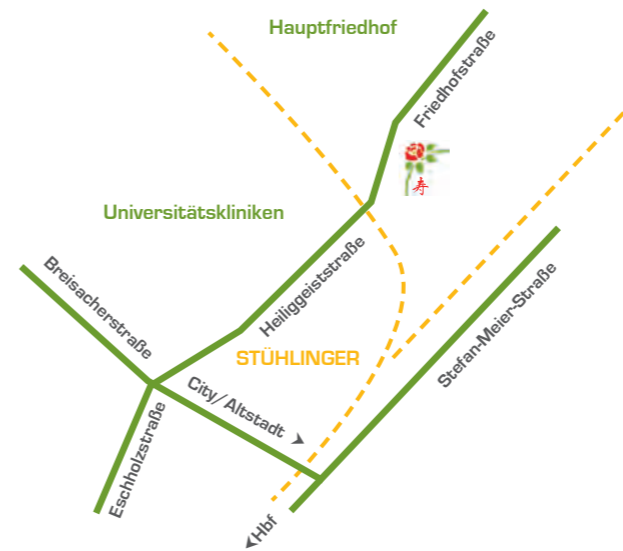 Hauptfriedhof
Friedhofstraße
寿
Universitätskliniken
Heiliggeiststraße
Breisacherstraße
STÜHLINGER
Stefan-Meier-Straße
City/Altstadt
Eschholzstraße
Hbf